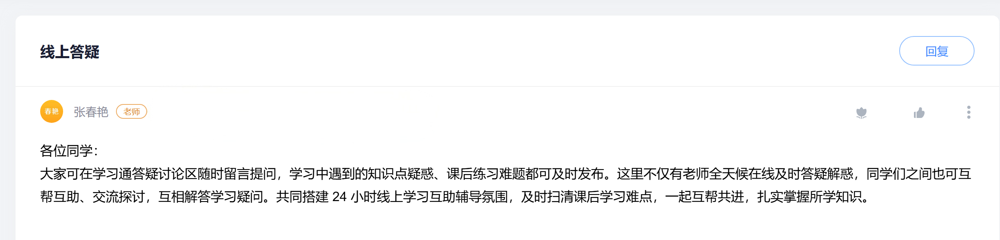 线上答疑
回复
春艳
张春艳
老师
各位同学：
大家可在学习通答疑讨论区随时留言提问，学习中遇到的知识点疑惑、课后练习难题都可及时发布。这里不仅有老师全天候在线及时答疑解惑，同学们之间也可互
帮互助、交流探讨，互相解答学习疑问。共同搭建 24 小时线上学习互助辅导氛围，及时扫清课后学习难点，一起互帮共进，扎实掌握所学知识。